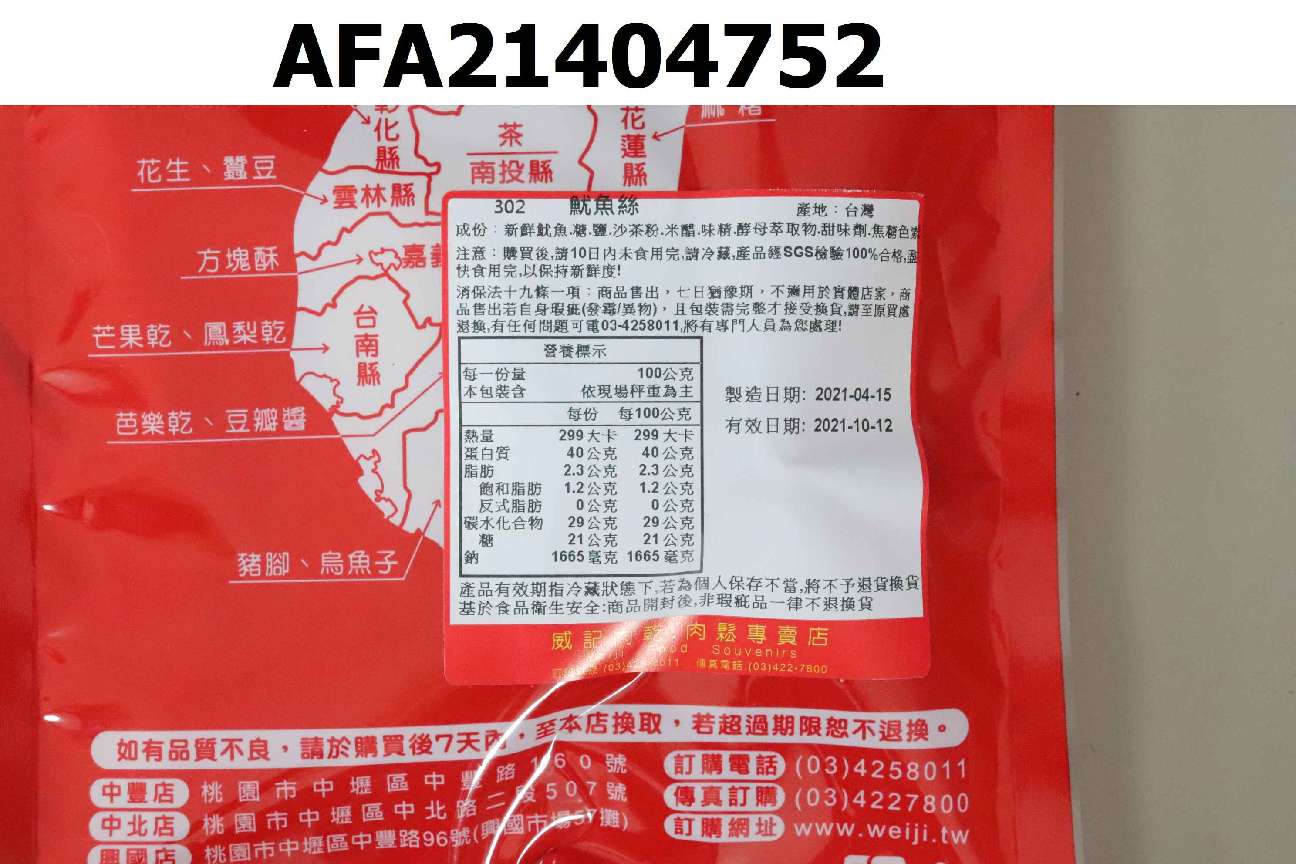 AFA21404752
化縣
茶
南投縣
花蓮縣
花生、蠶豆
雲林縣
方塊酥
嘉
台南縣
芒果乾、鳳梨乾
芭樂乾、豆瓣醬
豬腳、烏魚子
302 魷魚絲 產地：台灣
成份：新鮮魷魚.糖.鹽.沙茶粉.米醋.味精.酵母萃取物.甜味劑.焦糖色素
注意：購買後,請10日內未食用完,請冷藏,產品經SGS檢驗100%合格,盡
快食用完,以保持新鮮度!
消保法十九條一項：商品售出，七日猶豫期，不適用於實體店家，商
品售出若自身瑕疵(發霉/異物)，且包裝需完整才接受換貨,請至原買處
退換,有任何問題可電03-4258011,將有專門人員為您處理!
營養標示
每一份量 100公克
本包裝含 依現場秤重為主
每份 每100公克
熱量 299大卡 299大卡
蛋白質 40公克 40公克
脂肪 2.3公克 2.3公克
飽和脂肪 1.2公克 1.2公克
反式脂肪 0公克 0公克
碳水化合物 29公克 29公克
糖 21公克 21公克
鈉 1665毫克 1665毫克
製造日期: 2021-04-15
有效日期: 2021-10-12
產品有效期指冷藏狀態下,若為個人保存不當,將不予退貨換貨
基於食品衛生安全:商品開封後,非瑕疵品一律不退換貨
威記肉乾肉鬆專賣店
Souvenirs
傳真電話:(03)422-7800
如有品質不良，請於購買後7天內，至本店換取，若超過期限恕不退換。
中豐店 桃園市中壢區中豐路160號
中北店 桃園市中壢區中北路二段507號
興國店 桃園市中壢區中豐路96號(興國市場57攤)
訂購電話 (03)4258011
傳真訂購 (03)4227800
訂購網址 www.weiji.tw